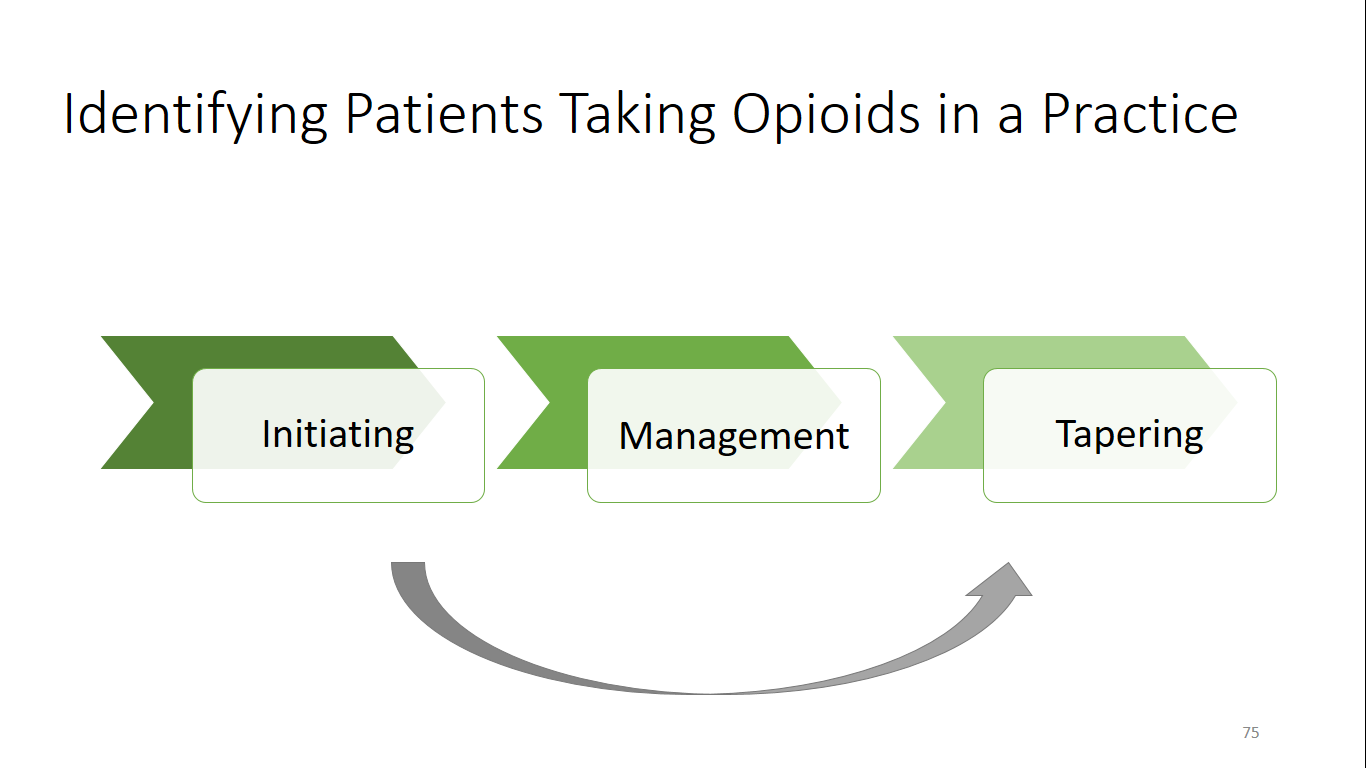 Identifying Patients Taking Opioids in a Practice
Initiating
Management
Tapering
75